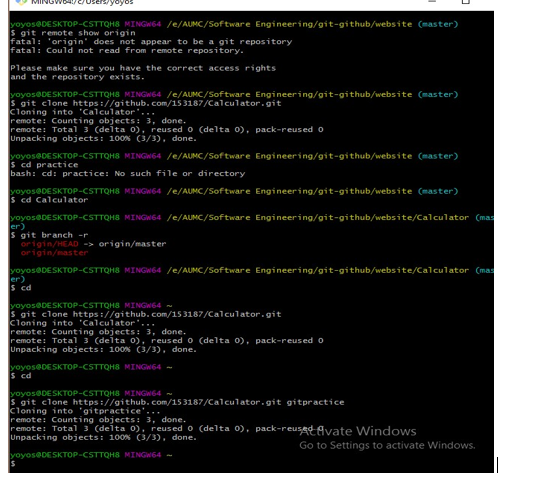 MINGW64:/c/Users/yoyos
yoyos@DESKTOP-CSTTQH8 MINGW64 /e/AUMC/Software Engineering/git-github/website (master)
$ git remote show origin
fatal: 'origin' does not appear to be a git repository
fatal: Could not read from remote repository.
Please make sure you have the correct access rights
and the repository exists.
yoyos@DESKTOP-CSTTQH8 MINGW64 /e/AUMC/Software Engineering/git-github/website (master)
$ git clone https://github.com/153187/Calculator.git
Cloning into 'Calculator'...
remote: Counting objects: 3, done.
remote: Total 3 (delta 0), reused 0 (delta 0), pack-reused 0
Unpacking objects: 100% (3/3), done.
yoyos@DESKTOP-CSTTQH8 MINGW64 /e/AUMC/Software Engineering/git-github/website (master)
$ cd practice
bash: cd: practice: No such file or directory
yoyos@DESKTOP-CSTTQH8 MINGW64 /e/AUMC/Software Engineering/git-github/website (master)
$ cd Calculator
yoyos@DESKTOP-CSTTQH8 MINGW64 /e/AUMC/Software Engineering/git-github/website/Calculator (mas
er)
$ git branch -r
origin/HEAD -> origin/master
origin/master
yoyos@DESKTOP-CSTTQH8 MINGW64 /e/AUMC/Software Engineering/git-github/website/Calculator (mas
er)
$ cd
yoyos@DESKTOP-CSTTQH8 MINGW64 ~
$ git clone https://github.com/153187/Calculator.git
Cloning into 'Calculator'...
remote: Counting objects: 3, done.
remote: Total 3 (delta 0), reused 0 (delta 0), pack-reused 0
Unpacking objects: 100% (3/3), done.
yoyos@DESKTOP-CSTTQH8 MINGW64 ~
$ cd
yoyos@DESKTOP-CSTTQH8 MINGW64 ~
$ git clone https://github.com/153187/Calculator.git gitpractice
Cloning into 'gitpractice'...
remote: Counting objects: 3, done.
remote: Total 3 (delta 0), reused 0 (delta 0), pack-reused 0
Unpacking objects: 100% (3/3), done.
yoyos@DESKTOP-CSTTQH8 MINGW64 ~
$
Activate Windows
Go to Settings to activate Windows.